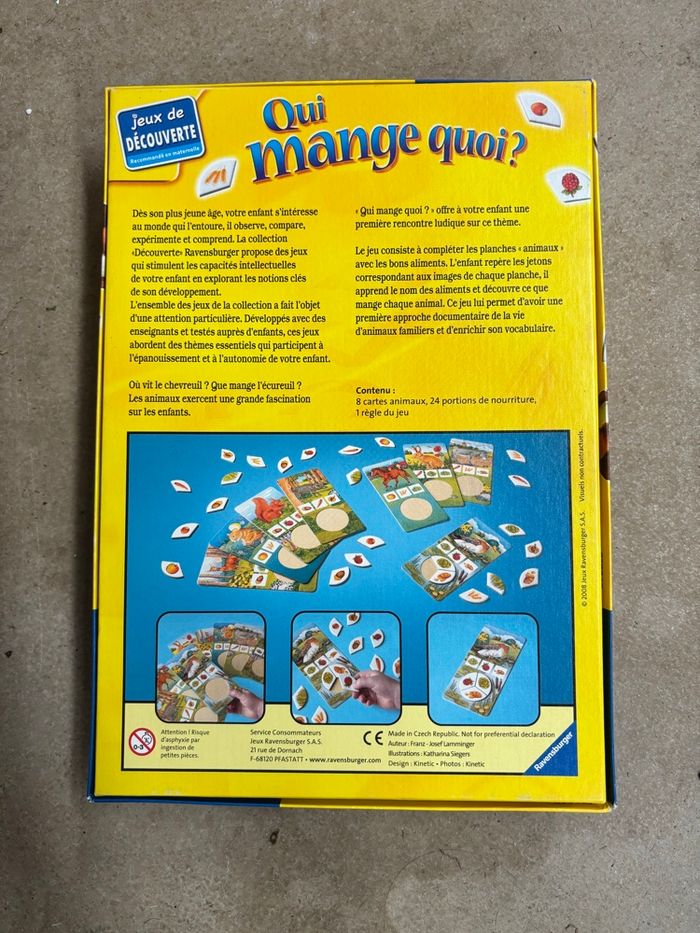 jeux de
DÉCOUVERTE
Recommandé en maternelle
Qui
mange quoi?
Dès son plus jeune âge, votre enfant s'intéresse
au monde qui l'entoure, il observe, compare,
expérimente et comprend. La collection
«Découverte» Ravensburger propose des jeux
qui stimulent les capacités intellectuelles
de votre enfant en explorant les notions clés
de son développement.
L'ensemble des jeux de la collection a fait l'objet
d'une attention particulière. Développés avec des
enseignants et testés auprès d'enfants, ces jeux
abordent des thèmes essentiels qui participent à
l'épanouissement et à l'autonomie de votre enfant.
Où vit le chevreuil ? Que mange l'écureuil ?
Les animaux exercent une grande fascination
sur les enfants.
« Qui mange quoi ? » offre à votre enfant une
première rencontre ludique sur ce thème.
Le jeu consiste à compléter les planches « animaux »
avec les bons aliments. L'enfant repère les jetons
correspondant aux images de chaque planche, il
apprend le nom des aliments et découvre ce que
mange chaque animal. Ce jeu lui permet d'avoir une
première approche documentaire de la vie
d'animaux familiers et d'enrichir son vocabulaire.
Contenu :
8 cartes animaux, 24 portions de nourriture,
1 règle du jeu
© 2008 Jeux Ravensburger S.A.S. Visuels non contractuels.
0-3
Attention ! Risque
d'asphyxie par
ingestion de
petites pièces.
Service Consommateurs
Jeux Ravensburger S.A.S.
21 rue de Dornach
F-68120 PFASTATT • www.ravensburger.com
CE
Made in Czech Republic. Not for preferential declaration
Auteur : Franz - Josef Lamminger
Illustrations : Katharina Siegers
Design : Kinetic • Photos : Kinetic
Ravensburger